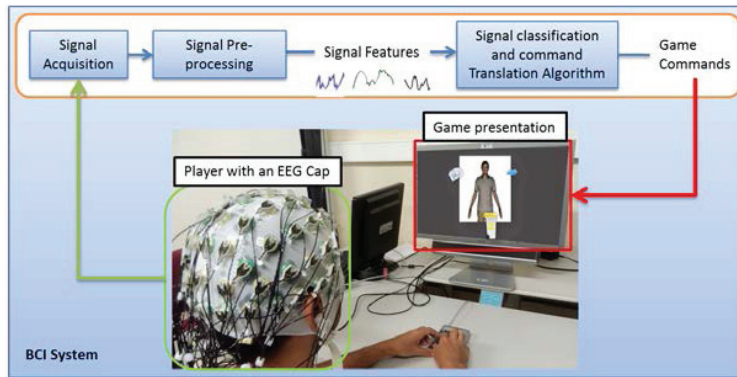 Signal
Acquisition
Signal Pre-
processing
Signal Features
Signal classification
and command
Translation Algorithm
Game
Commands
Game presentation
Player with an EEG Cap
BCI System